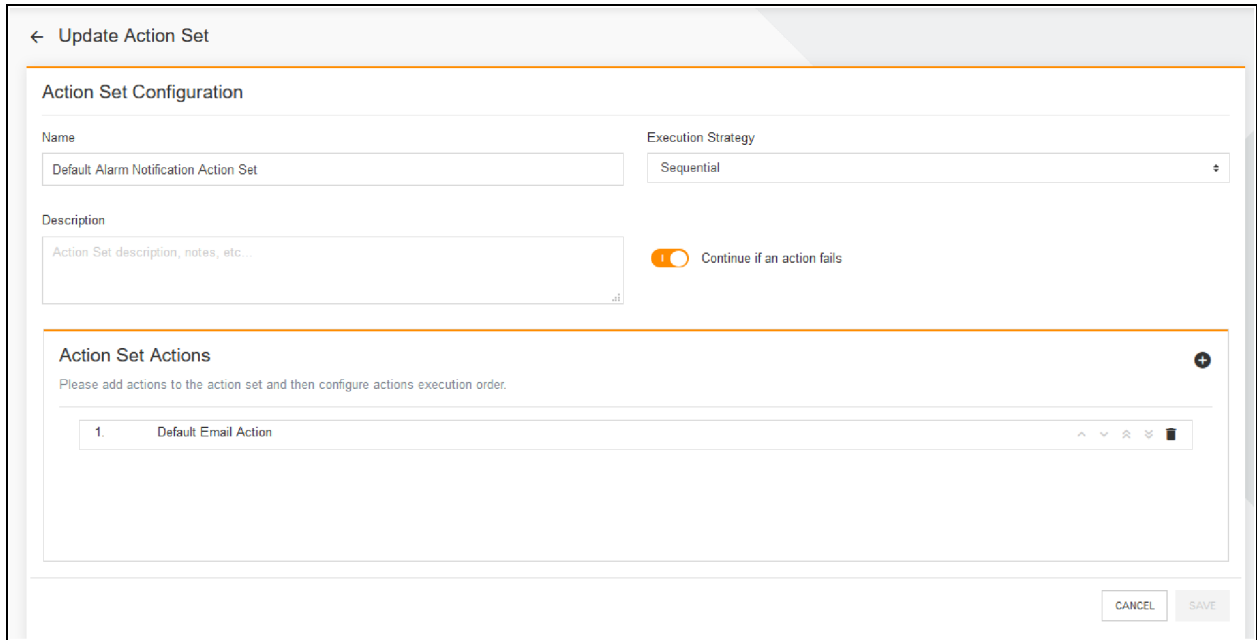 Update Action Set
Action Set Configuration
Name
Execution Strategy
Default Alarm Notification Action Set
Sequential
Description
Action Set description, notes, etc...
Continue if an action fails
Action Set Actions
Please add actions to the action set and then configure actions execution order.
1. Default Email Action
CANCEL
SAVE